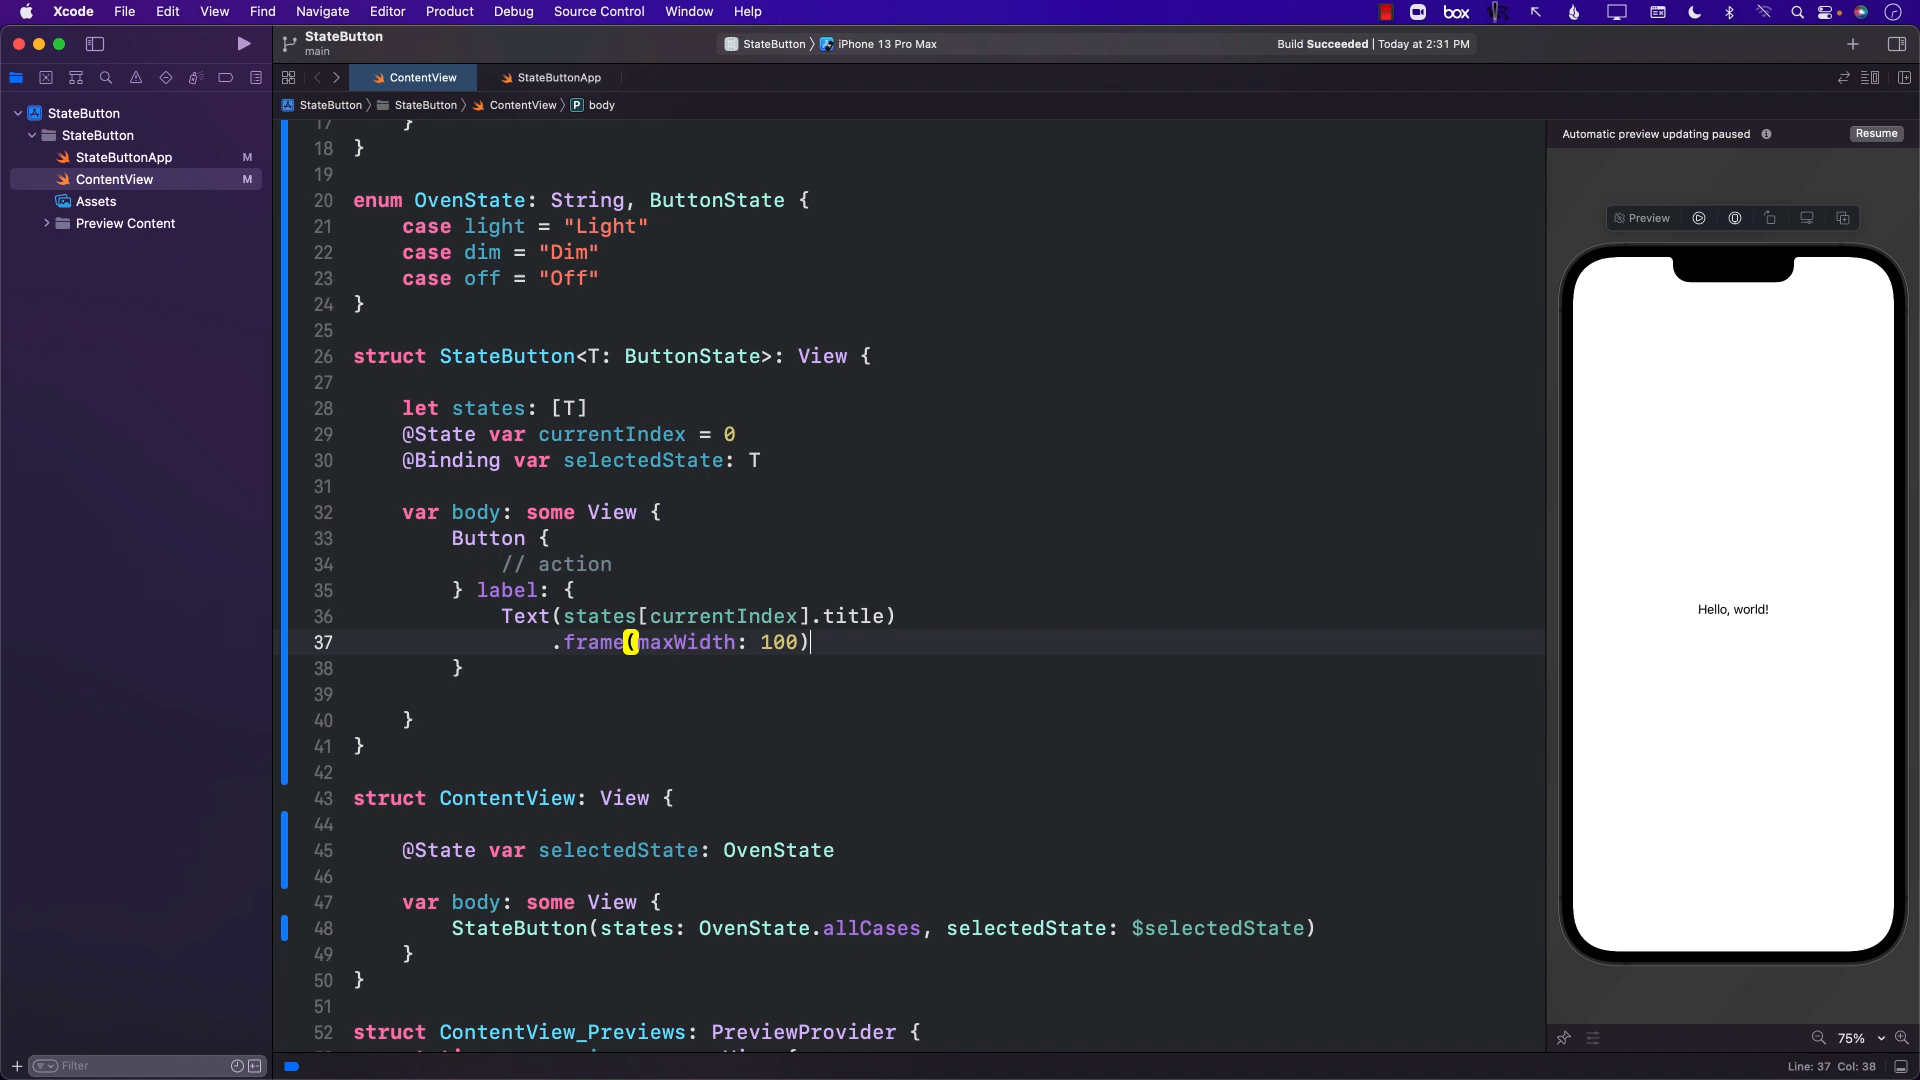 Xcode File Edit View Find Navigate Editor Product Debug Source Control Window Help
box
StateButton
main
StateButton iPhone 13 Pro Max
Build Succeeded | Today at 2:31 PM
ContentView
StateButtonApp
StateButton
StateButton
StateButtonApp M
ContentView M
Assets
Preview Content
StateButton StateButton ContentView P body
17 }
18 }
19
20 enum OvenState: String, ButtonState {
21 case light = "Light"
22 case dim = "Dim"
23 case off = "Off"
24 }
25
26 struct StateButton<T: ButtonState>: View {
27
28 let states: [T]
29 @State var currentIndex = 0
30 @Binding var selectedState: T
31
32 var body: some View {
33 Button {
34 // action
35 } label: {
36 Text(states[currentIndex].title)
37 .frame(maxWidth: 100)
38 }
39
40 }
41 }
42
43 struct ContentView: View {
44
45 @State var selectedState: OvenState
46
47 var body: some View {
48 StateButton(states: OvenState.allCases, selectedState: $selectedState)
49 }
50 }
51
52 struct ContentView_Previews: PreviewProvider {
Automatic preview updating paused
Resume
Preview
Hello, world!
75%
Filter
Line: 37 Col: 38